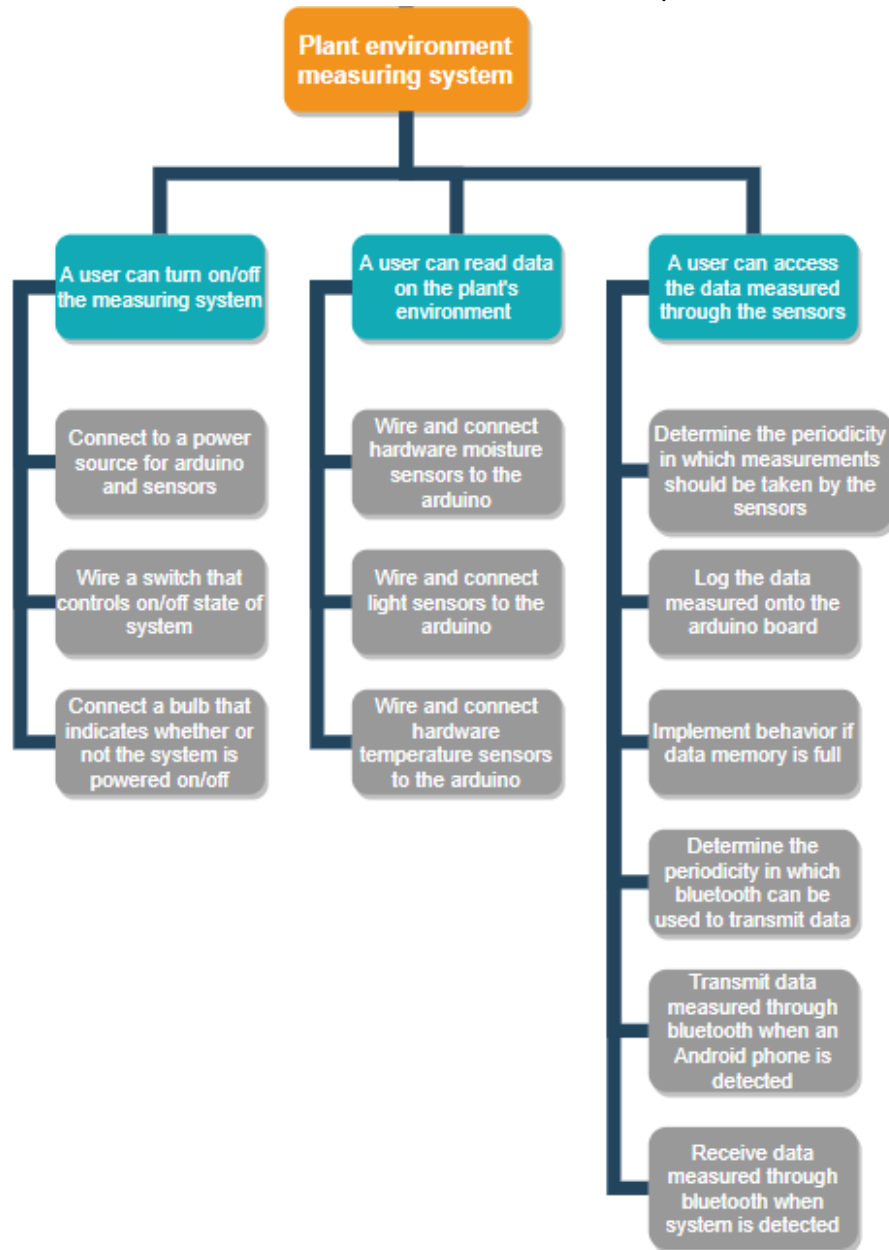 Plant environment
measuring system
A user can turn on/off
the measuring system
A user can read data
on the plant's
environment
A user can access
the data measured
through the sensors
Connect to a power
source for arduino
and sensors
Wire a switch that
controls on/off state of
system
Connect a bulb that
indicates whether or
not the system is
powered on/off
Wire and connect
hardware moisture
sensors to the
arduino
Wire and connect
light sensors to the
arduino
Wire and connect
hardware
temperature sensors
to the arduino
Determine the periodicity
in which measurements
should be taken by the
sensors
Log the data
measured onto the
arduino board
Implement behavior if
data memory is full
Determine the
periodicity in which
bluetooth can be
used to transmit data
Transmit data
measured through
bluetooth when an
Android phone is
detected
Receive data
measured through
bluetooth when
system is detected